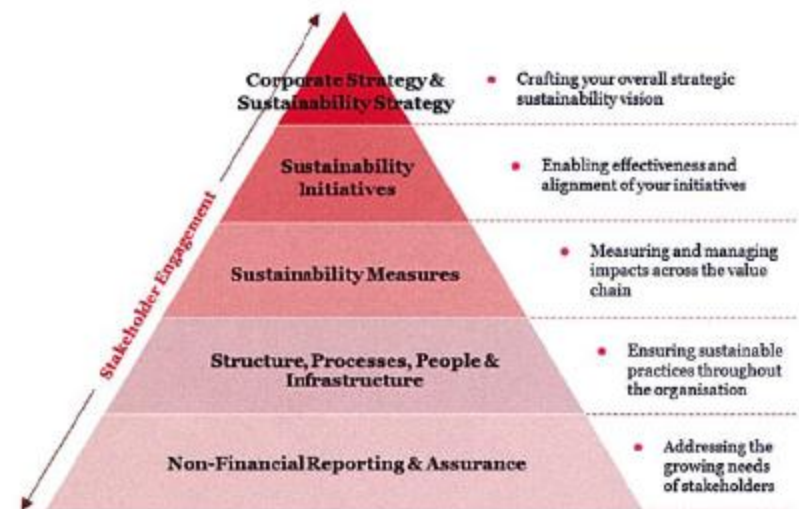 Corporate Strategy &
Sustainability Strategy
Crafting your overall strategic
sustainability vision
Sustainability
Initiatives
Enabling effectiveness and
alignment of your initiatives
Sustainability Measures
Measuring and managing
impacts across the value
chain
Structure, Processes, People &
Infrastructure
Ensuring sustainable
practices throughout
the organisation
Non-Financial Reporting & Assurance
Addressing the
growing needs
of stakeholders
Stakeholder Engagement